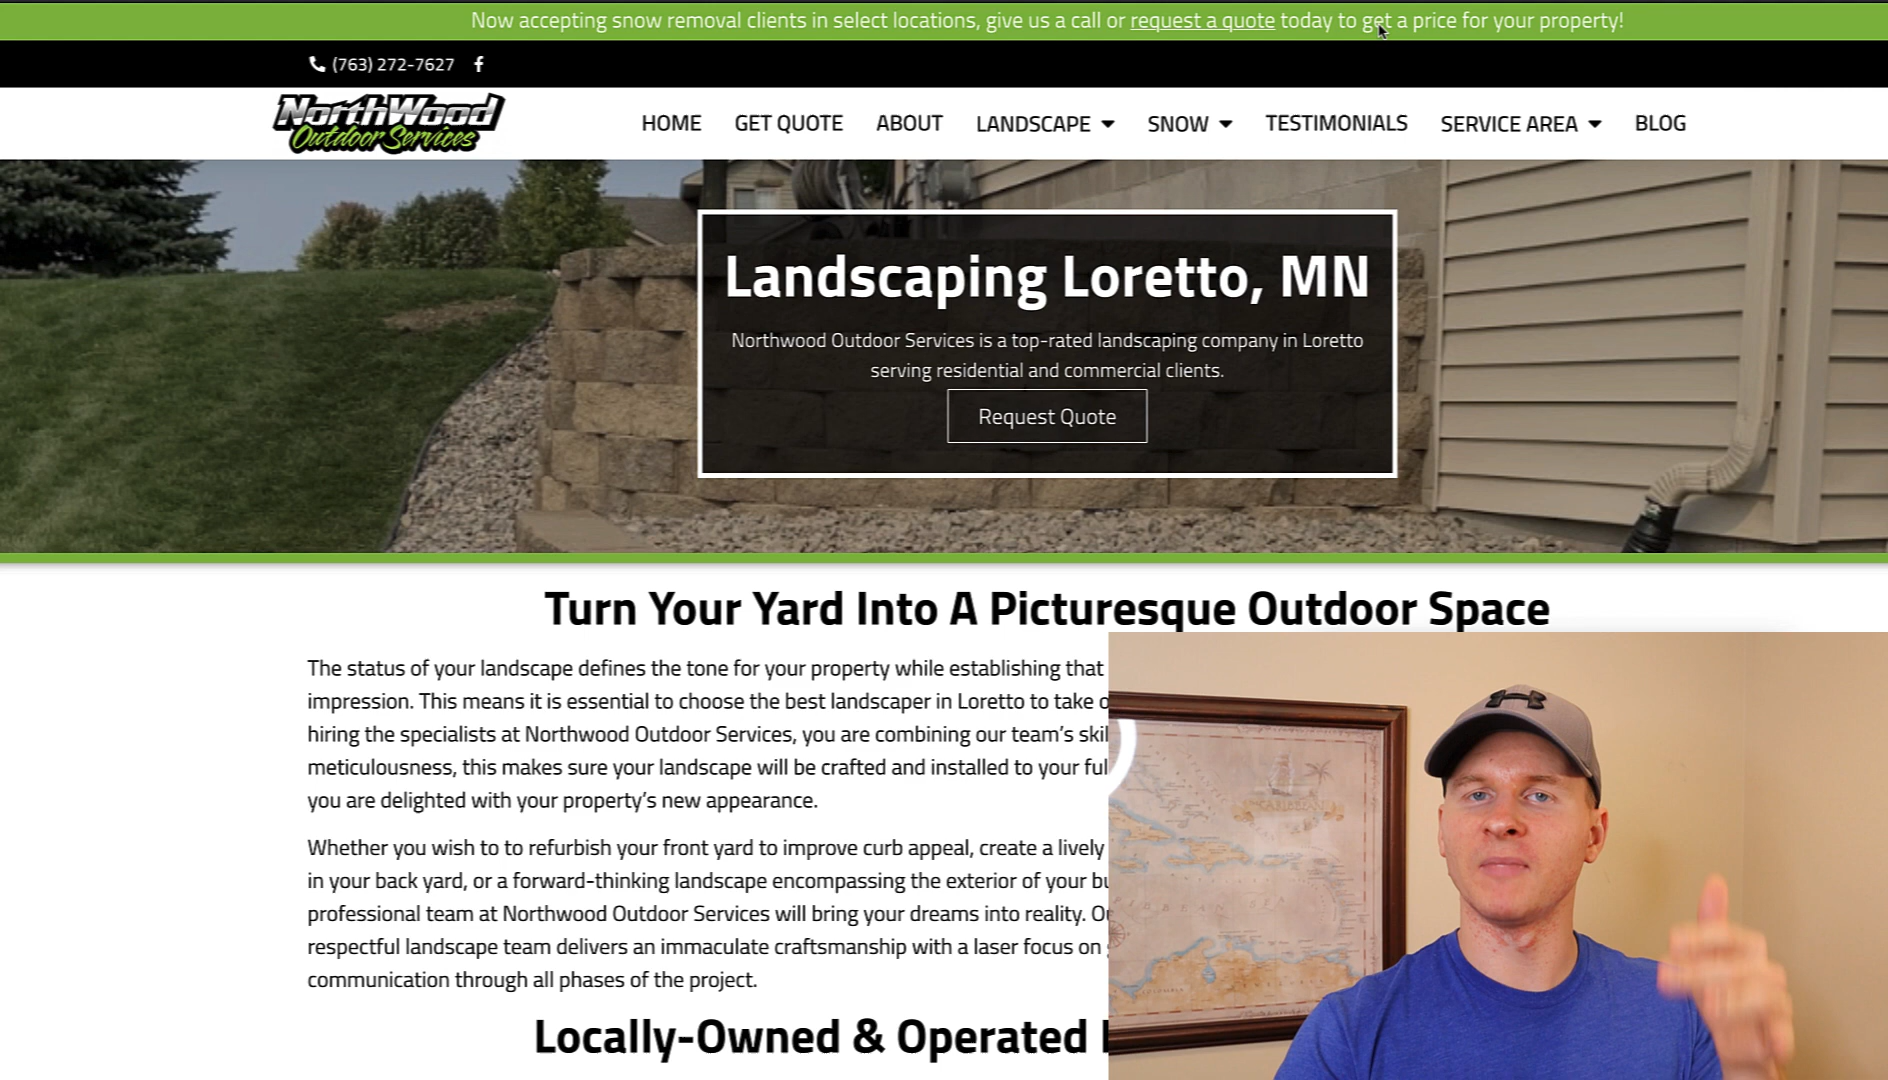 Now accepting snow removal clients in select locations, give us a call or request a quote today to get a price for your property!
(763) 272-7627
NorthWood
Outdoor Services
HOME GET QUOTE ABOUT LANDSCAPE SNOW TESTIMONIALS SERVICE AREA BLOG
Landscaping Loretto, MN
Northwood Outdoor Services is a top-rated landscaping company in Loretto
serving residential and commercial clients.
Request Quote
Turn Your Yard Into A Picturesque Outdoor Space
The status of your landscape defines the tone for your property while establishing that
impression. This means it is essential to choose the best landscaper in Loretto to take
hiring the specialists at Northwood Outdoor Services, you are combining our team's
meticulousness, this makes sure your landscape will be crafted and installed to your
you are delighted with your property's new appearance.
Whether you wish to to refurbish your front yard to improve curb appeal, create a lively
in your back yard, or a forward-thinking landscape encompassing the exterior of your
professional team at Northwood Outdoor Services will bring your dreams into reality.
respectful landscape team delivers an immaculate craftsmanship with a laser focus on
communication through all phases of the project.
Locally-Owned & Operated
CARIBBEAN